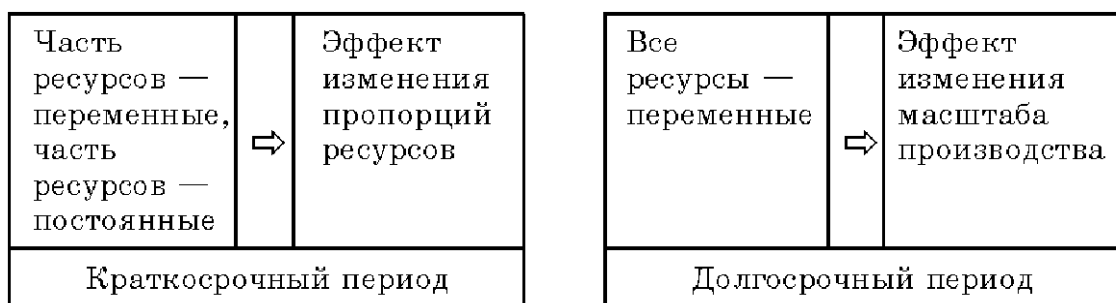 Часть
ресурсов —
переменные,
часть
ресурсов —
постоянные
⇨
Эффект
изменения
пропорций
ресурсов
Краткосрочный период
Все
ресурсы —
переменные
⇨
Эффект
изменения
масштаба
производства
Долгосрочный период